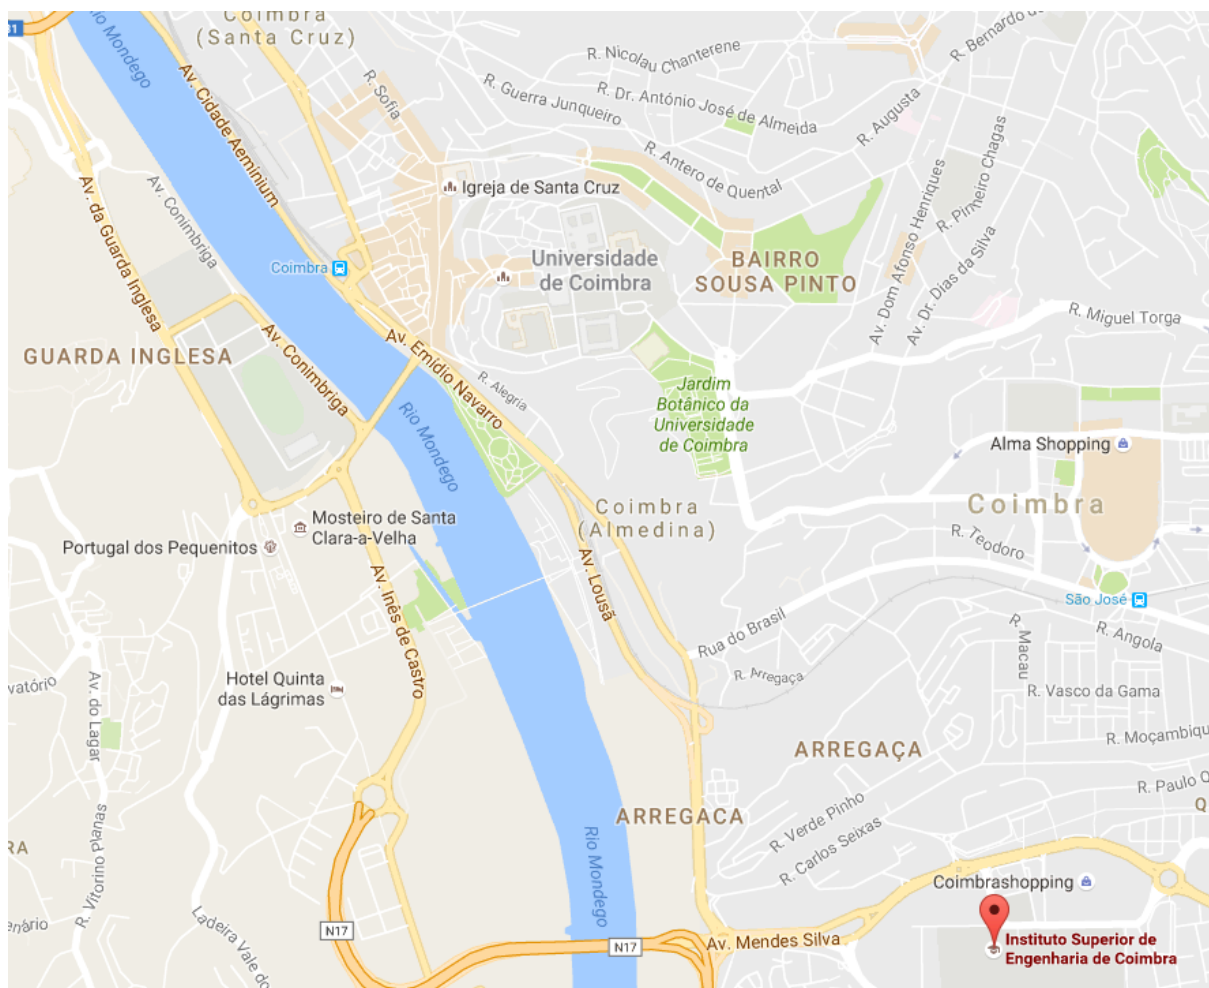 Coimbra
(Santa Cruz)
Rio Mondego
Av. Cidade Aeminium
R. Sofia
R. Nicolau Chanterene
R. Bernardo de
R. Guerra Junqueiro
R. Dr. António José de Almeida
R. Augusta
R. Antero de Quental
Igreja de Santa Cruz
Av. da Guarda Inglesa
Av. Conimbriga
Av. Dom Afonso Henriques
R. Pinheiro Chagas
Av. Dr. Dias da Silva
Coimbra
Universidade
de Coimbra
BAIRRO
SOUSA PINTO
R. Miguel Torga
GUARDA INGLESA
Av. Conimbriga
Av. Emídio Navarro
R. Alegria
Rio Mondego
Jardim
Botânico da
Universidade
de Coimbra
Alma Shopping
Coimbra
Coimbra
(Almedina)
Mosteiro de Santa
Clara-a-Velha
Portugal dos Pequenitos
Av. Inês de Castro
Av. Lousã
R. Teodoro
São José
Rua do Brasil
R. Arregaça
R. Macau
R. Angola
R. Vasco da Gama
Hotel Quinta
das Lágrimas
vatório
Av. do Lagar
R. Moçambiqu
ARREGAÇA
R. Paulo Q
Q
ARREGACA
R. Verde Pinho
R. Carlos Seixas
RA
R. Vitorino Planas
Rio Mondego
Coimbrashopping
enário
Ladeira Vale do
N17
N17
Av. Mendes Silva
Instituto Superior de
Engenharia de Coimbra